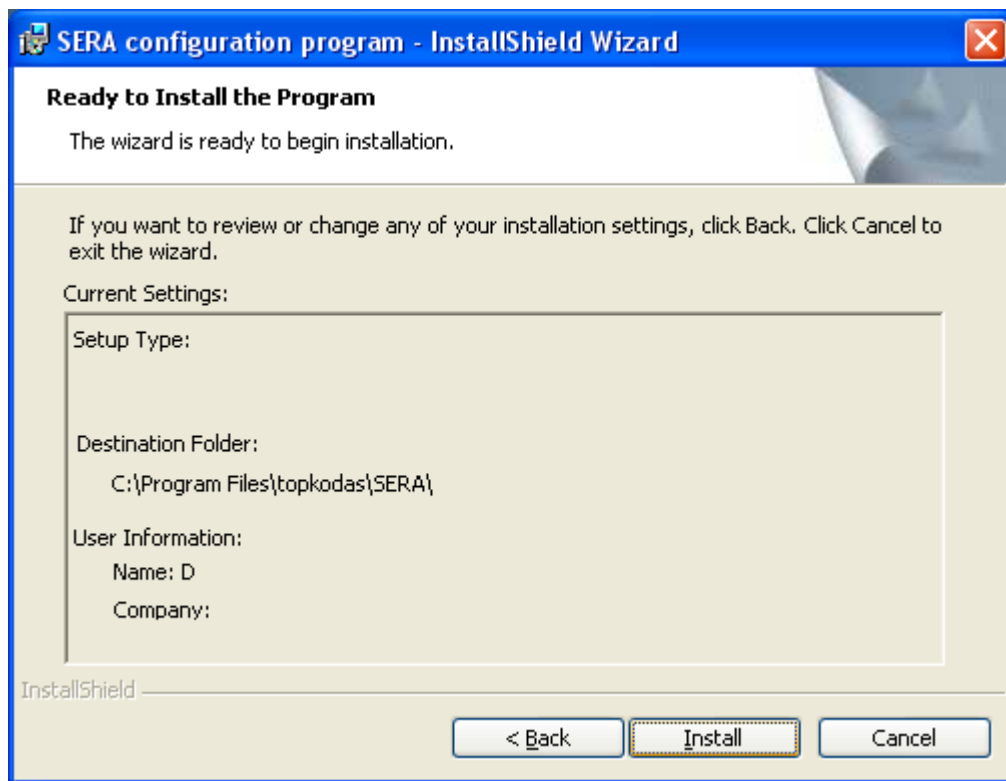 SERA configuration program - InstallShield Wizard
Ready to Install the Program
The wizard is ready to begin installation.
If you want to review or change any of your installation settings, click Back. Click Cancel to
exit the wizard.
Current Settings:
Setup Type:
Destination Folder:
C:\Program Files\topkodas\SERA\
User Information:
Name: D
Company:
InstallShield
< Back
Install
Cancel